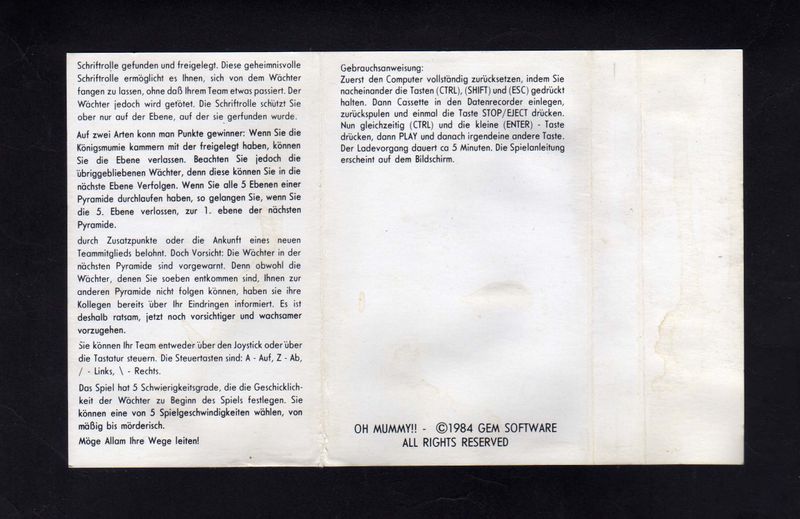 Schriftrolle gefunden und freigelegt. Diese geheimnisvolle
Schriftrolle ermöglicht es Ihnen, sich von dem Wächter
fangen zu lassen, ohne daß Ihrem Team etwas passiert. Der
Wächter jedoch wird getötet. Die Schriftrolle schützt Sie
ober nur auf der Ebene, auf der sie gerfunden wurde.
Auf zwei Arten konn man Punkte gewinner: Wenn Sie die
Königsmumie kammern mit der freigelegt haben, können
Sie die Ebene verlassen. Beachten Sie jedoch die
übriggebliebenen Wächter, denn diese können Sie in die
nächste Ebene Verfolgen. Wenn Sie alle 5 Ebenen einer
Pyramide durchlaufen haben, so gelangen Sie, wenn Sie
die 5. Ebene verlossen, zur 1. ebene der nächsten
Pyramide.
durch Zusatzpunkte oder die Ankunft eines neuen
Teammitglieds belohnt. Doch Vorsicht: Die Wächter in der
nächsten Pyramide sind vorgewarnt. Denn obwohl die
Wächter, denen Sie soeben entkommen sind, Ihnen zur
anderen Pyramide nicht folgen können, haben sie ihre
Kollegen bereits über Ihr Eindringen informiert. Es ist
deshalb ratsam, jetzt noch vorsichtiger und wachsamer
vorzugehen.
Sie können Ihr Team entweder über den Joystick oder über
die Tastatur steuern. Die Steuertasten sind: A - Auf, Z - Ab,
/ - Links, \ - Rechts.
Das Spiel hat 5 Schwierigkeitsgrade, die die Geschicklich-
keit der Wächter zu Beginn des Spiels festlegen. Sie
können eine von 5 Spielgeschwindigkeiten wählen, von
mäßig bis mörderisch.
Möge Allam Ihre Wege leiten!
Gebrauchsanweisung:
Zuerst den Computer vollständig zurücksetzen, indem Sie
nacheinander die Tasten (CTRL), (SHIFT) und (ESC) gedrückt
halten. Dann Cassette in den Datenrecorder einlegen,
zurückspulen und einmal die Taste STOP/EJECT drücken.
Nun gleichzeitig (CTRL) und die kleine (ENTER) - Taste
drücken, dann PLAY und danach irgendeine andere Taste.
Der Ladevorgang dauert ca 5 Minuten. Die Spielanleitung
erscheint auf dem Bildschirm.
OH MUMMY!! - ©1984 GEM SOFTWARE
ALL RIGHTS RESERVED